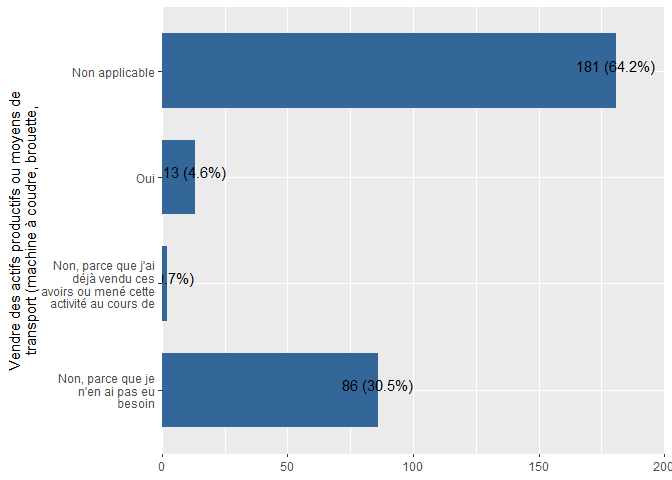 Vendre des actifs productifs ou moyens de
transport (machine à coudre, brouette,
Non applicable
181 (64.2%)
Oui
13 (4.6%)
Non, parce que j'ai
déjà vendu ces
avoirs ou mené cette
activité au cours de
.7%)
Non, parce que je
n'en ai pas eu
besoin
86 (30.5%)
0
50
100
150
200